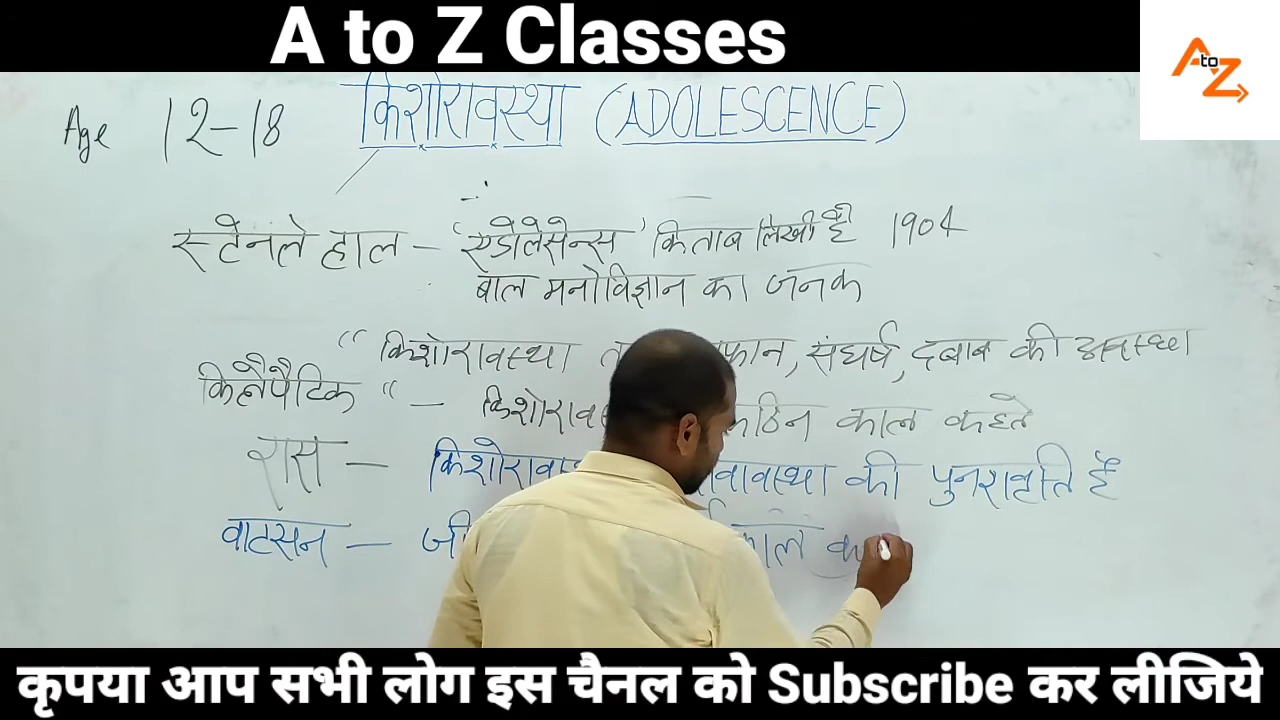 A to Z Classes
A to Z
Age 12-18 किशोरावस्था (ADOLESCENCE)
स्टेनले हाल - 'एडोलेसेन्स' किताब लिखी है 1904
बाल मनोविज्ञान का जनक
"किशोरावस्था संघर्ष, दबाब की अवस्था
किलपैटिक " - कठिन काल कहते
रास - की पुनरावृति है
वाटसन -
कृपया आप सभी लोग इस चैनल को Subscribe कर लीजिये